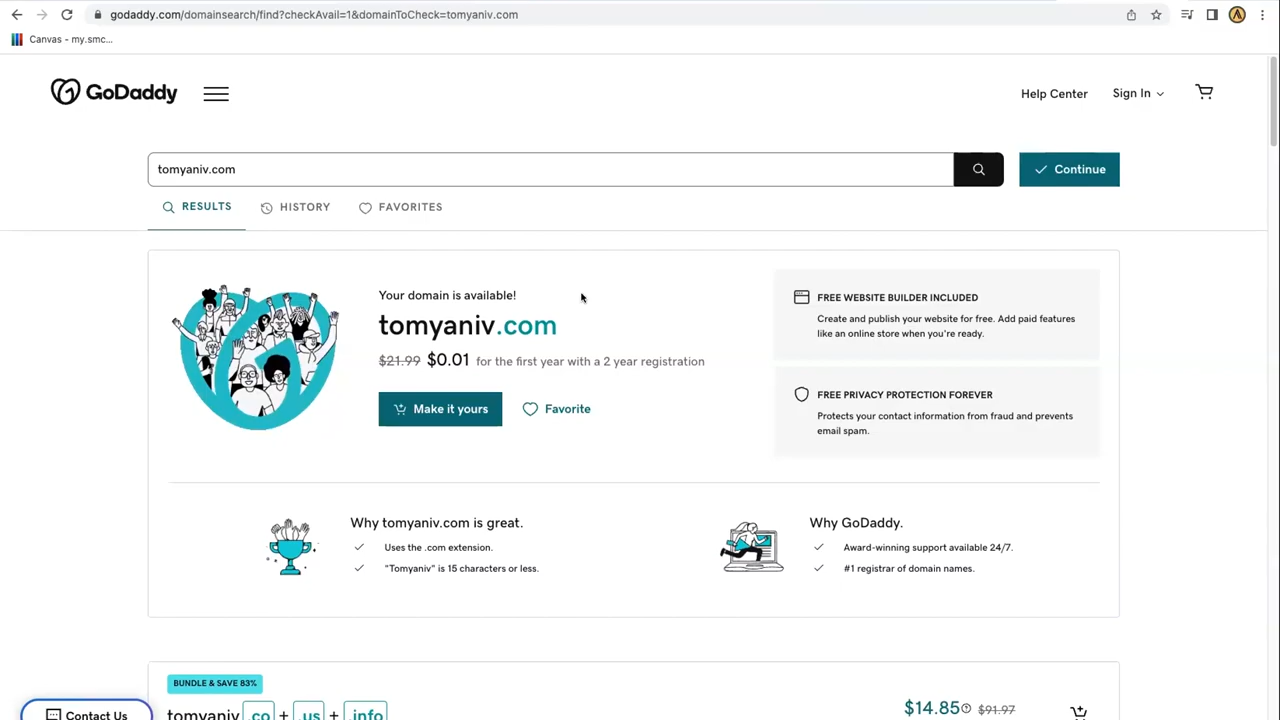 godaddy.com/domainsearch/find?checkAvail=1&domainToCheck=tomyaniv.com
Canvas - my.smc...
GoDaddy
Help Center
Sign In
tomyaniv.com
Continue
RESULTS
HISTORY
FAVORITES
Your domain is available!
tomyaniv.com
$21.99 $0.01 for the first year with a 2 year registration
Make it yours
Favorite
FREE WEBSITE BUILDER INCLUDED
Create and publish your website for free. Add paid features
like an online store when you're ready.
FREE PRIVACY PROTECTION FOREVER
Protects your contact information from fraud and prevents
email spam.
Why tomyaniv.com is great.
Uses the .com extension.
"Tomyaniv" is 15 characters or less.
Why GoDaddy.
Award-winning support available 24/7.
#1 registrar of domain names.
BUNDLE & SAVE 83%
tomyaniv .co + .us + .info
$14.85 $91.97
Contact Us